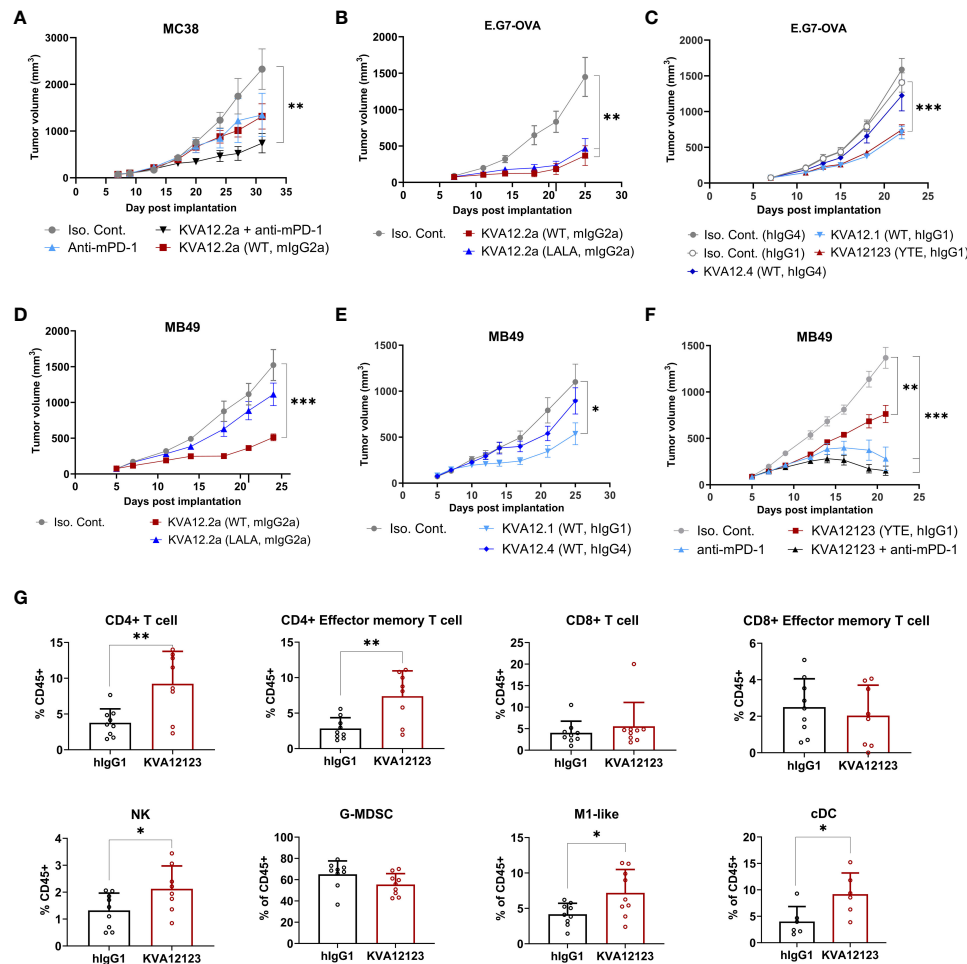 A
MC38
Tumor volume (mm3)
3000
2000
1000
0
0 5 10 15 20 25 30 35
Day post implantation
**
Iso. Cont.
KVA12.2a + anti-mPD-1
Anti-mPD-1
KVA12.2a (WT, mIgG2a)
B
E.G7-OVA
Tumor volume (mm3)
2000
1500
1000
500
0
0 5 10 15 20 25 30
Days post implantation
**
Iso. Cont.
KVA12.2a (WT, mIgG2a)
KVA12.2a (LALA, mIgG2a)
C
E.G7-OVA
Tumor volume (mm3)
2000
1500
1000
500
0
0 5 10 15 20 25
Day post implantation
***
Iso. Cont. (hIgG4)
KVA12.1 (WT, hIgG1)
Iso. Cont. (hIgG1)
KVA12123 (YTE, hIgG1)
KVA12.4 (WT, hIgG4)
D
MB49
Tumor volume (mm3)
2000
1500
1000
500
0
0 5 10 15 20 25
Days post implantation
***
Iso. Cont.
KVA12.2a (WT, mIgG2a)
KVA12.2a (LALA, mIgG2a)
E
MB49
Tumor volume (mm3)
1500
1000
500
0
0 5 10 15 20 25 30
Days post implantation
*
Iso. Cont.
KVA12.1 (WT, hIgG1)
KVA12.4 (WT, hIgG4)
F
MB49
Tumor volume (mm3)
1500
1000
500
0
0 5 10 15 20 25
Days post implantation
**
***
Iso. Cont.
KVA12123 (YTE, hIgG1)
anti-mPD-1
KVA12123 + anti-mPD-1
G
CD4+ T cell
**
% CD45+
15
10
5
0
hIgG1 KVA12123
CD4+ Effector memory T cell
**
% CD45+
15
10
5
0
hIgG1 KVA12123
CD8+ T cell
% CD45+
25
20
15
10
5
0
hIgG1 KVA12123
CD8+ Effector memory T cell
% CD45+
6
4
2
0
hIgG1 KVA12123
NK
*
% CD45+
4
3
2
1
0
hIgG1 KVA12123
G-MDSC
% of CD45+
100
80
60
40
20
0
hIgG1 KVA12123
M1-like
*
% of CD45+
15
10
5
0
hIgG1 KVA12123
cDC
*
% of CD45+
20
15
10
5
0
hIgG1 KVA12123